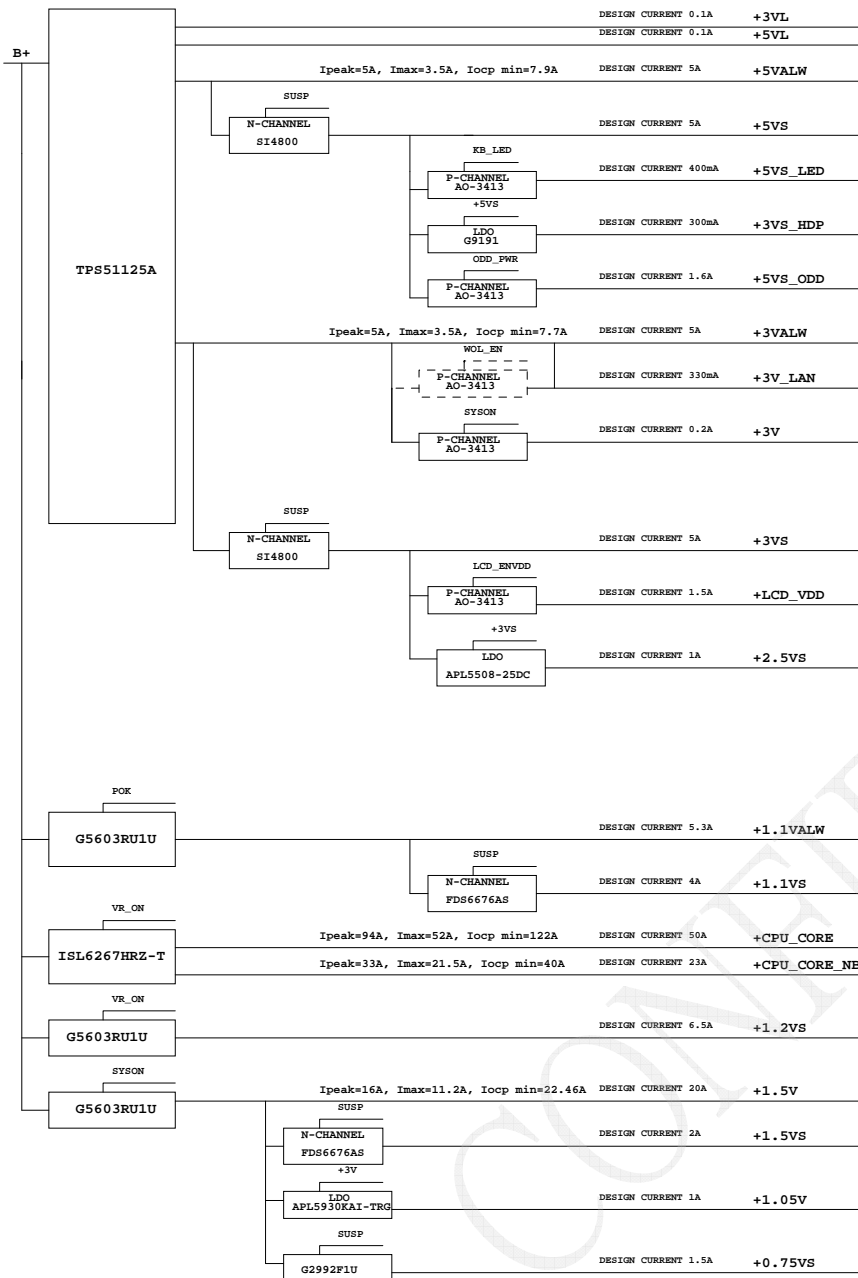 DESIGN CURRENT 0.1A +3VL
DESIGN CURRENT 0.1A +5VL
B+
Ipeak=5A, Imax=3.5A, Iocp min=7.9A DESIGN CURRENT 5A +5VALW
SUSP
N-CHANNEL
SI4800
DESIGN CURRENT 5A +5VS
KB_LED
P-CHANNEL
AO-3413
DESIGN CURRENT 400mA +5VS_LED
+5VS
LDO
G9191
DESIGN CURRENT 300mA +3VS_HDP
ODD_PWR
P-CHANNEL
AO-3413
DESIGN CURRENT 1.6A +5VS_ODD
TPS51125A
Ipeak=5A, Imax=3.5A, Iocp min=7.7A DESIGN CURRENT 5A +3VALW
WOL_EN
P-CHANNEL
AO-3413
DESIGN CURRENT 330mA +3V_LAN
SYSON
P-CHANNEL
AO-3413
DESIGN CURRENT 0.2A +3V
SUSP
N-CHANNEL
SI4800
DESIGN CURRENT 5A +3VS
LCD_ENVDD
P-CHANNEL
AO-3413
DESIGN CURRENT 1.5A +LCD_VDD
+3VS
LDO
APL5508-25DC
DESIGN CURRENT 1A +2.5VS
POK
G5603RU1U
DESIGN CURRENT 5.3A +1.1VALW
SUSP
N-CHANNEL
FDS6676AS
DESIGN CURRENT 4A +1.1VS
VR_ON
ISL6267HRZ-T
Ipeak=94A, Imax=52A, Iocp min=122A DESIGN CURRENT 50A +CPU_CORE
Ipeak=33A, Imax=21.5A, Iocp min=40A DESIGN CURRENT 23A +CPU_CORE_NB
VR_ON
G5603RU1U
DESIGN CURRENT 6.5A +1.2VS
SYSON
G5603RU1U
Ipeak=16A, Imax=11.2A, Iocp min=22.46A DESIGN CURRENT 20A +1.5V
SUSP
N-CHANNEL
FDS6676AS
DESIGN CURRENT 2A +1.5VS
+3V
LDO
APL5930KAI-TRG
DESIGN CURRENT 1A +1.05V
SUSP
G2992F1U
DESIGN CURRENT 1.5A +0.75VS
CONFI